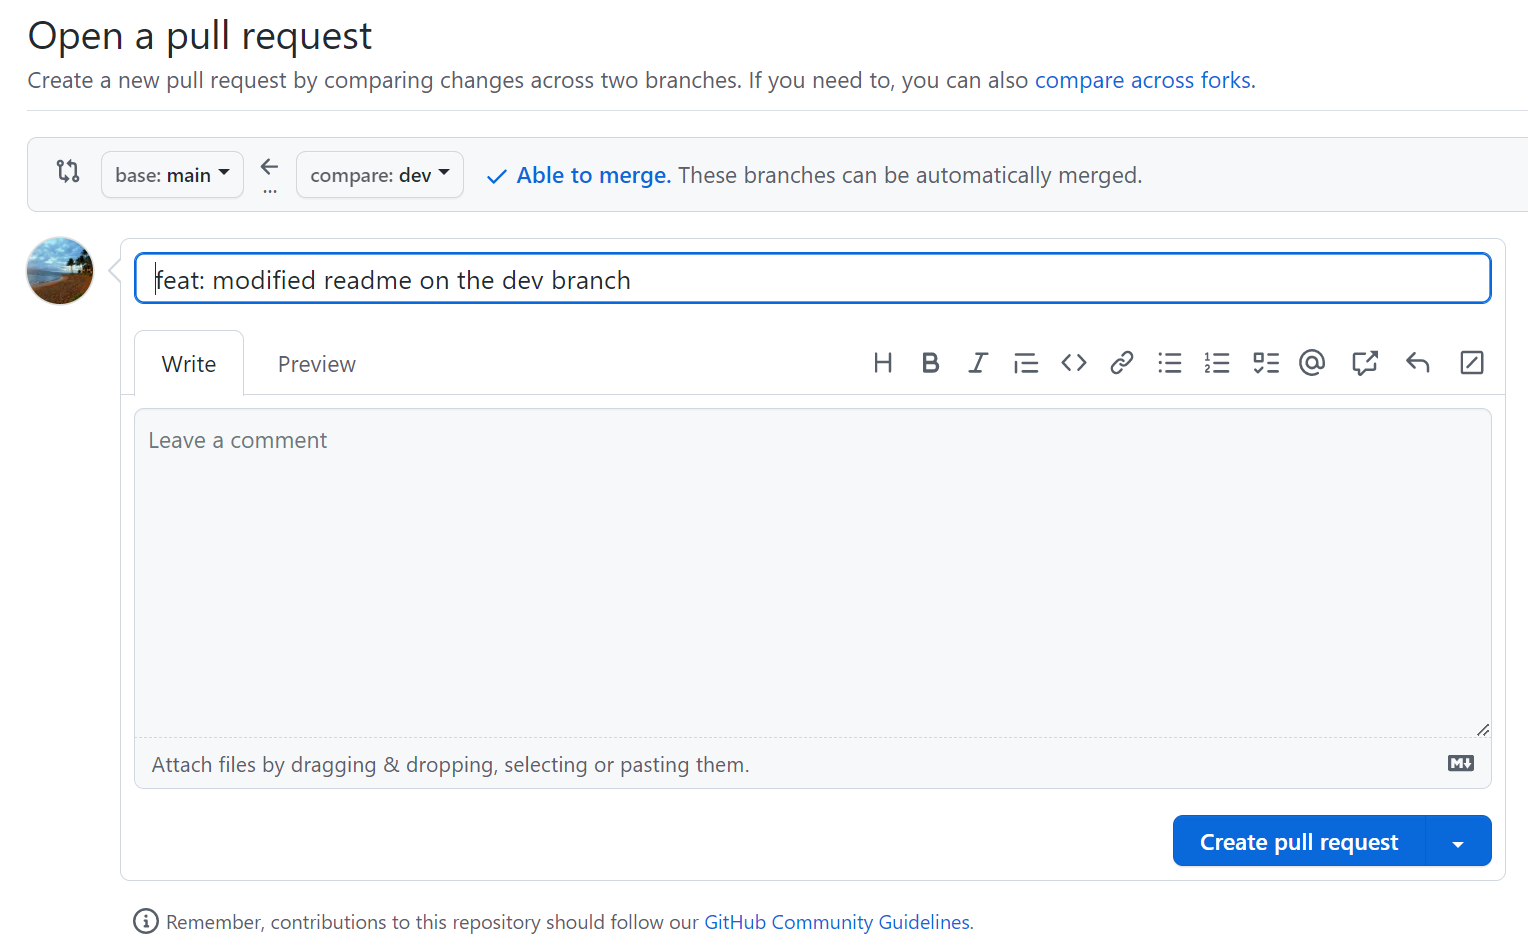 Open a pull request
Create a new pull request by comparing changes across two branches. If you need to, you can also compare across forks.
base: main ... compare: dev Able to merge. These branches can be automatically merged.
feat: modified readme on the dev branch
Write Preview
Leave a comment
Attach files by dragging & dropping, selecting or pasting them.
Create pull request
Remember, contributions to this repository should follow our GitHub Community Guidelines.